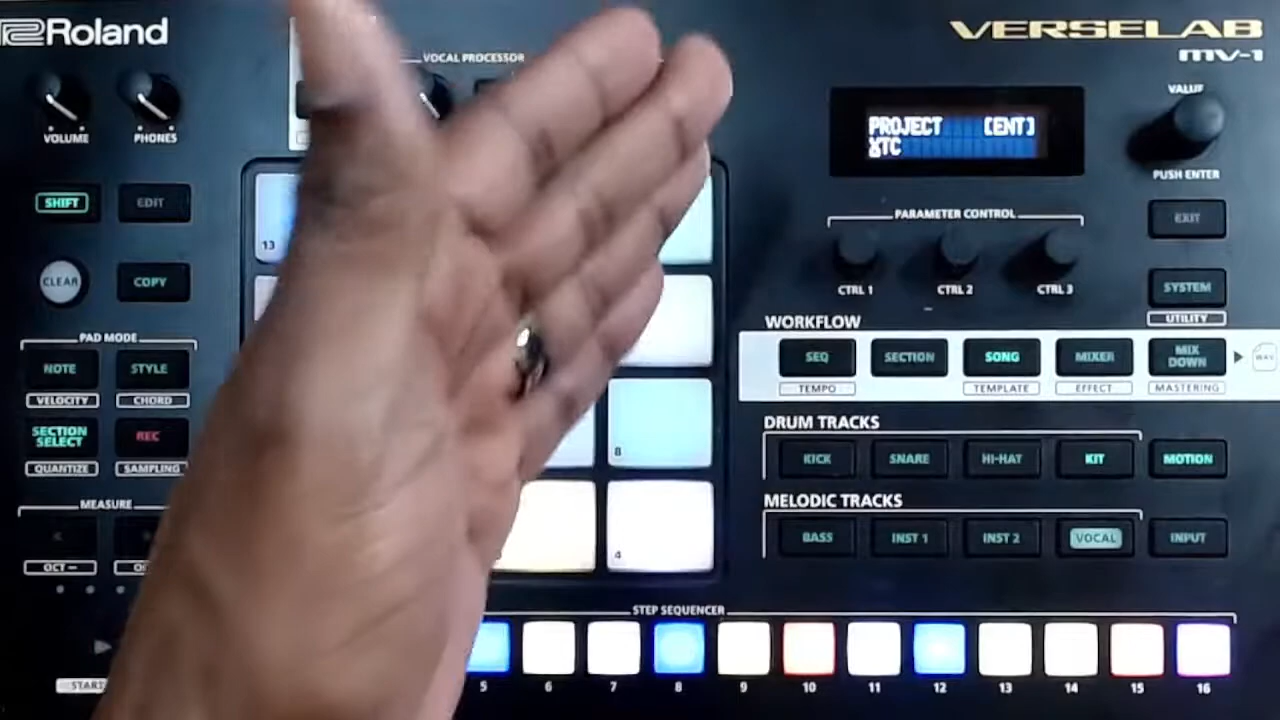 Roland
VERSELAB
MV-1
VOCAL PROCESSOR
VOLUME
PHONES
PROJECT [ENT]
XTC
VALUE
PUSH ENTER
SHIFT
EDIT
13
PARAMETER CONTROL
EXIT
CLEAR
COPY
CTRL 1
CTRL 2
CTRL 3
SYSTEM
UTILITY
PAD MODE
WORKFLOW
NOTE
STYLE
SEQ
SECTION
SONG
MIXER
MIX DOWN
WAV
VELOCITY
CHORD
TEMPO
TEMPLATE
EFFECT
MASTERING
SECTION SELECT
REC
DRUM TRACKS
8
KICK
SNARE
HI-HAT
KIT
MOTION
QUANTIZE
SAMPLING
MEASURE
MELODIC TRACKS
<
4
BASS
INST 1
INST 2
VOCAL
INPUT
OCT –
STEP SEQUENCER
5 6 7 8 9 10 11 12 13 14 15 16